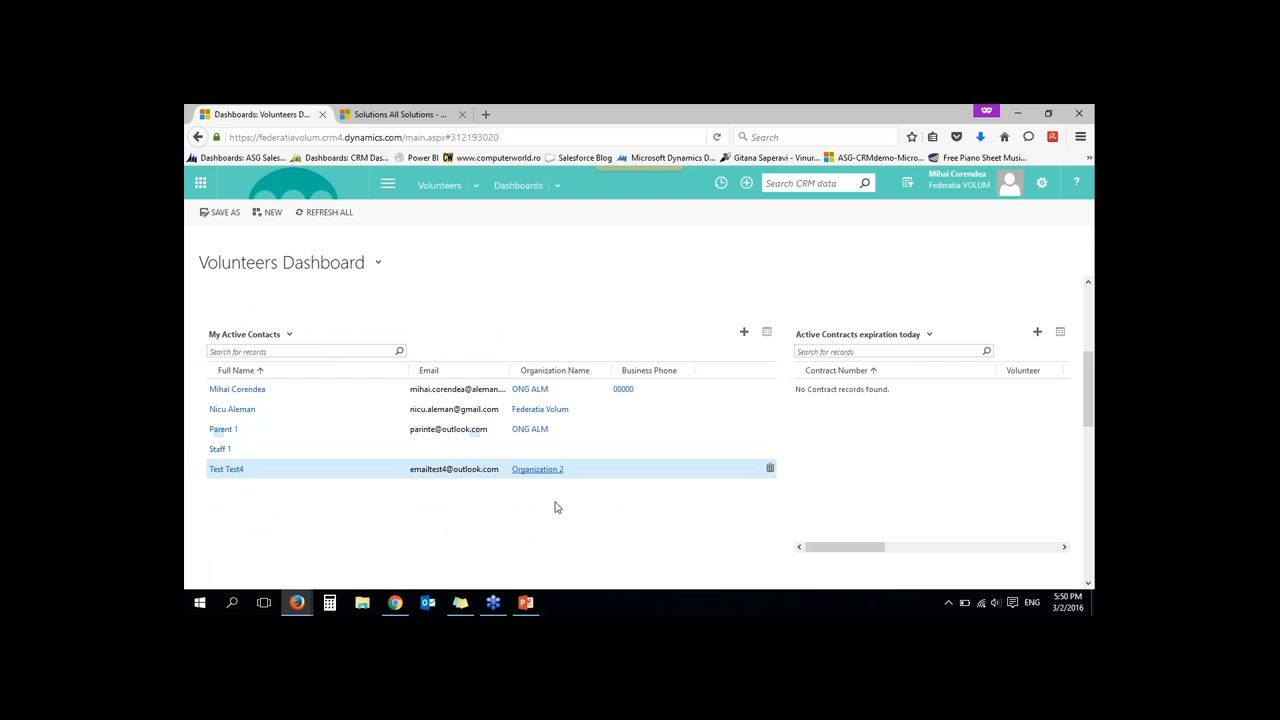 Dashboards: Volunteers D... Solutions All Solutions - ...
https://federatiavolum.crm4.dynamics.com/main.aspx#312193020 Search
Dashboards: ASG Sales... Dashboards: CRM Das... Power BI CW www.computerworld.ro Salesforce Blog Microsoft Dynamics D... Gitana Saperavi - Vinur... ASG-CRMdemo-Micro... Free Piano Sheet Musi... »
Volunteers Dashboards Search CRM data Mihai Corendea
Federatia VOLUM ?
SAVE AS NEW REFRESH ALL
Volunteers Dashboard
My Active Contacts Active Contracts expiration today
Search for records Search for records
Full Name Email Organization Name Business Phone Contract Number Volunteer
Mihai Corendea mihai.corendea@aleman.... ONG ALM 00000 No Contract records found.
Nicu Aleman nicu.aleman@gmail.com Federatia Volum
Parent 1 parinte@outlook.com ONG ALM
Staff 1
Test Test4 emailtest4@outlook.com Organization 2
ENG 5:50 PM
3/2/2016